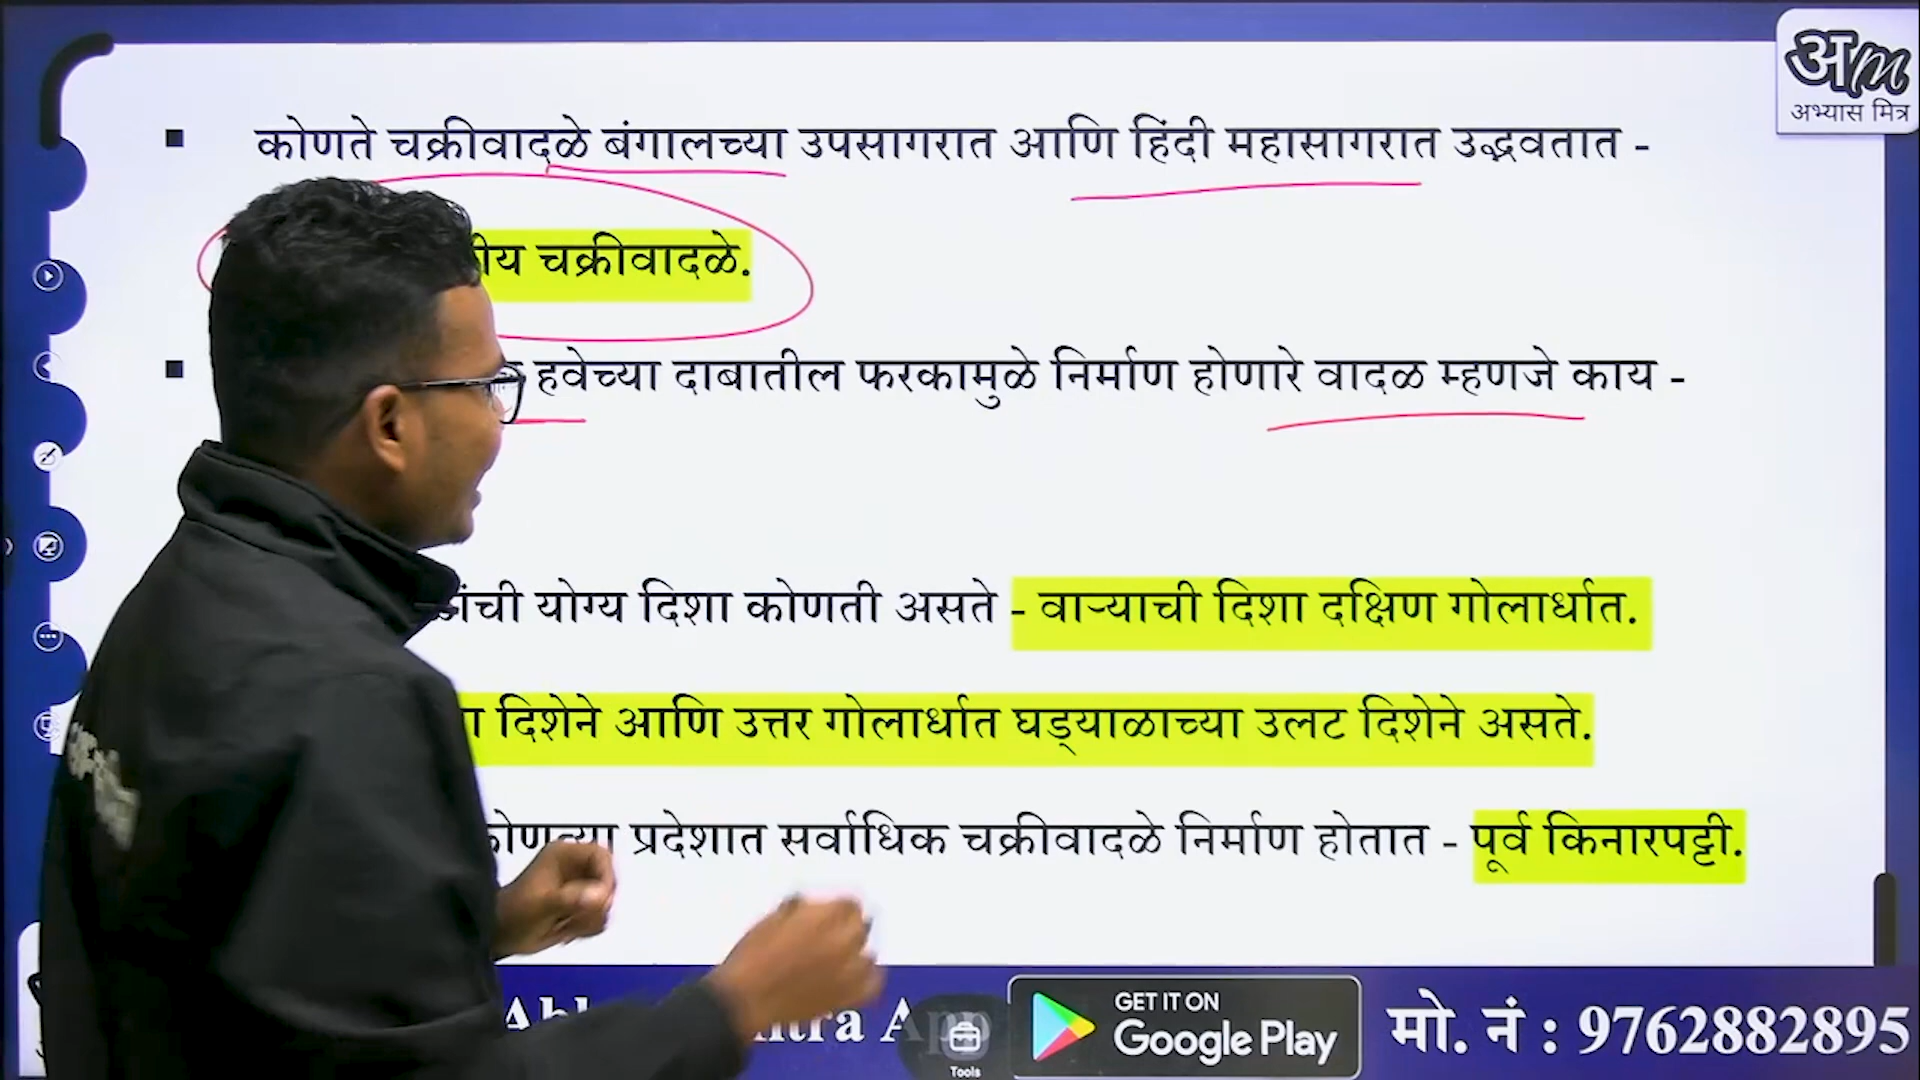 अm
अभ्यास मित्र
कोणते चक्रीवादळे बंगालच्या उपसागरात आणि हिंदी महासागरात उद्भवतात -
चक्रीवादळे.
हवेच्या दाबातील फरकामुळे निर्माण होणारे वादळ म्हणजे काय -
योग्य दिशा कोणती असते - वाऱ्याची दिशा दक्षिण गोलार्धात.
दिशेने आणि उत्तर गोलार्धात घड्याळाच्या उलट दिशेने असते.
प्रदेशात सर्वाधिक चक्रीवादळे निर्माण होतात - पूर्व किनारपट्टी.
App
Tools
GET IT ON
Google Play
मो. नं : 9762882895